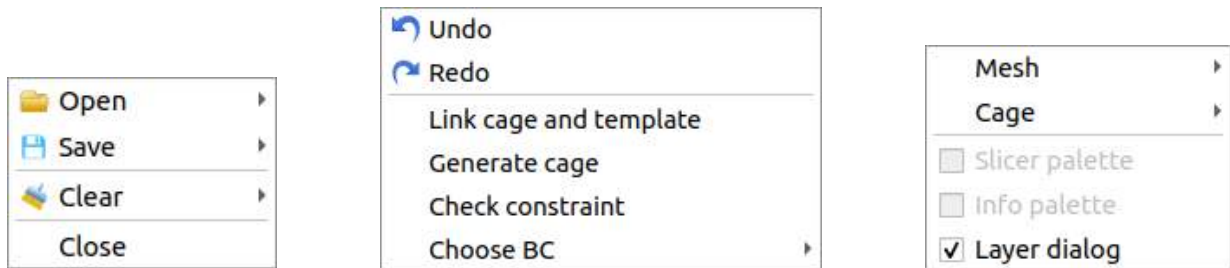 Open
Save
Clear
Close
Undo
Redo
Link cage and template
Generate cage
Check constraint
Choose BC
Mesh
Cage
Slicer palette
Info palette
Layer dialog